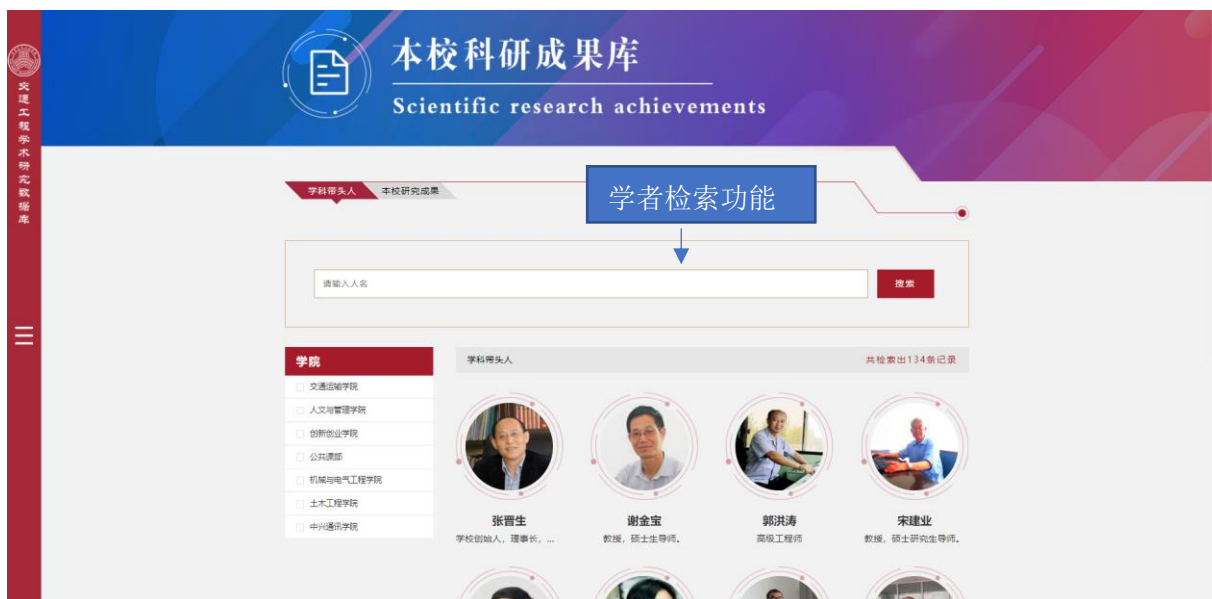 交通工程学术研究数据库
本校科研成果库
Scientific research achievements
学科带头人
本校研究成果
学者检索功能
请输入人名
搜索
学院
交通运输学院
人文与管理学院
创新创业学院
公共课部
机械与电气工程学院
土木工程学院
中兴通讯学院
学科带头人
共检索出134条记录
张晋生
学校创始人，理事长，...
谢金宝
教授，硕士生导师。
郭洪涛
高级工程师
宋建业
教授，硕士研究生导师。